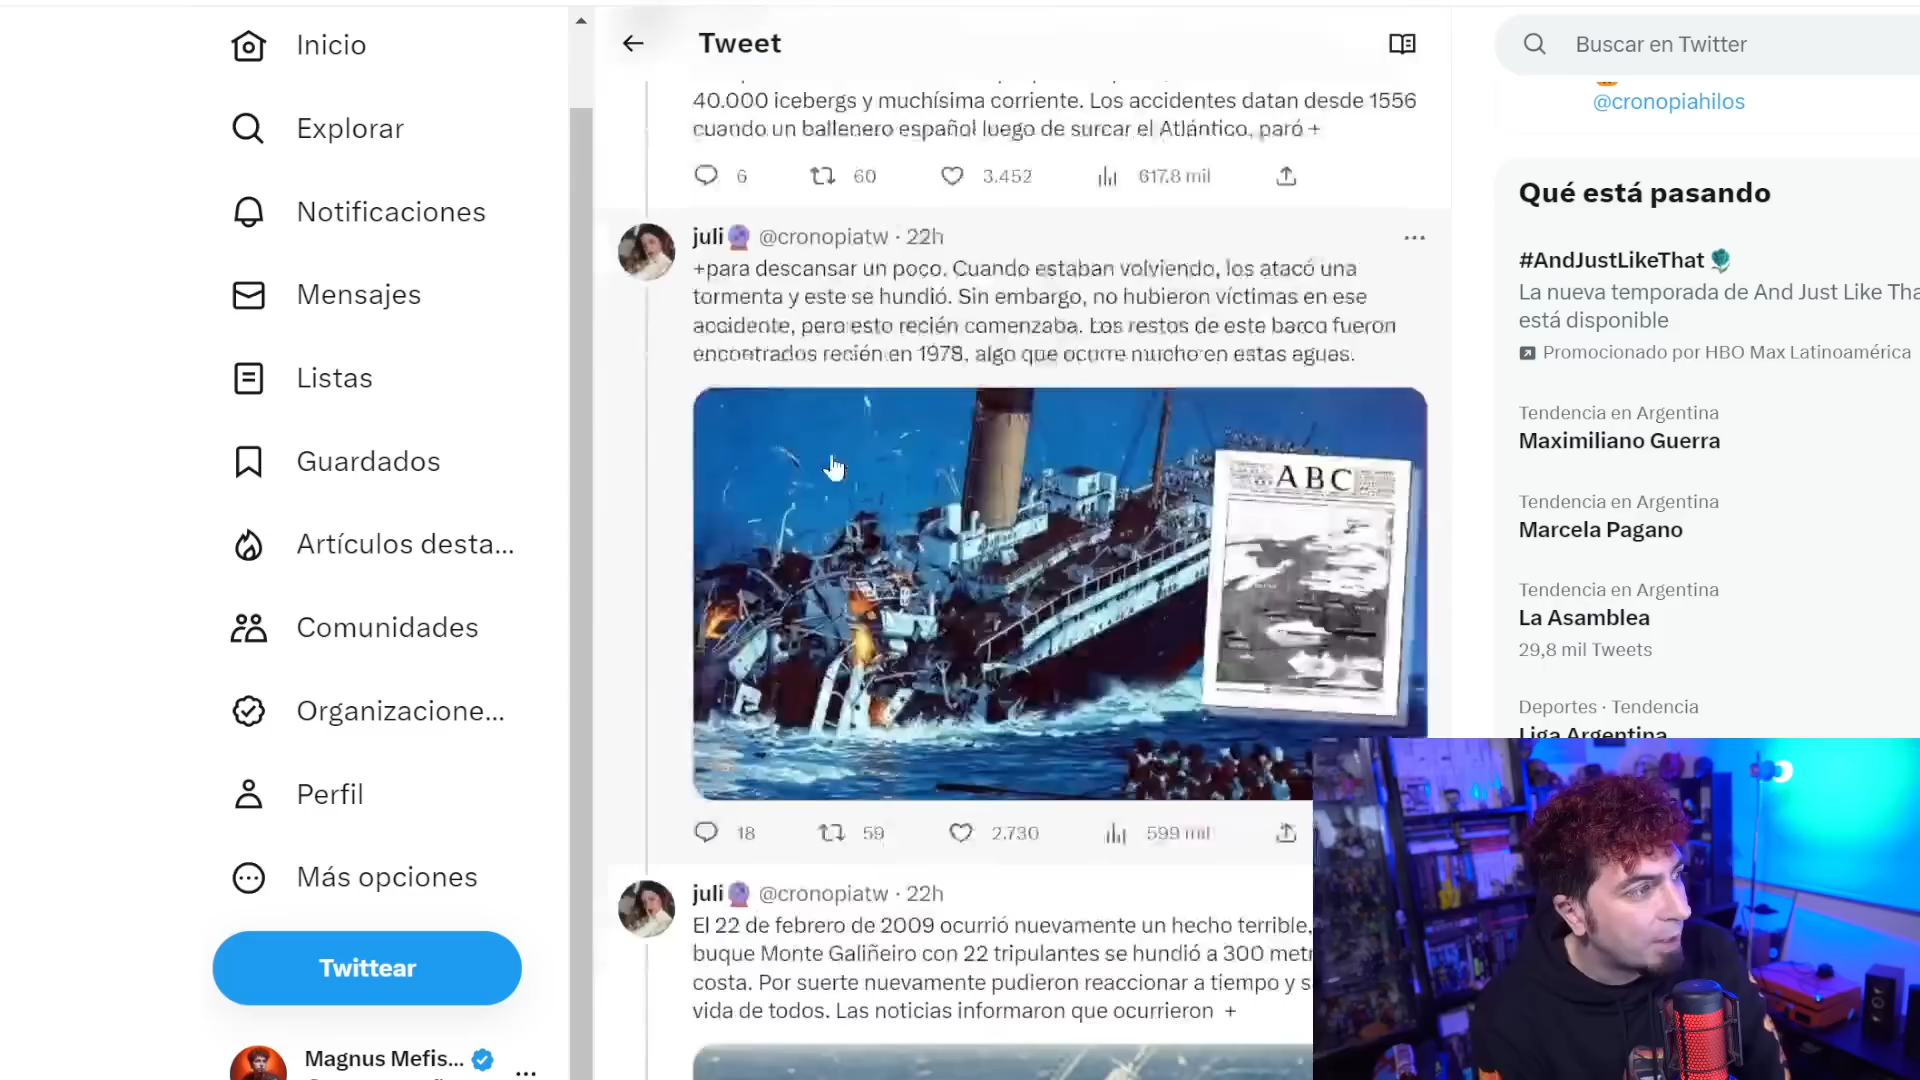 Inicio
Explorar
Notificaciones
Mensajes
Listas
Guardados
Artículos desta...
Comunidades
Organizacione...
Perfil
Más opciones
Twittear
Magnus Mefis...
Tweet
40.000 icebergs y muchísima corriente. Los accidentes datan desde 1556
cuando un ballenero español luego de surcar el Atlántico, paró +
6 60 3.452 617,8 mil
juli @cronopiatw · 22h
+para descansar un poco. Cuando estaban volviendo, los atacó una
tormenta y este se hundió. Sin embargo, no hubieron víctimas en ese
accidente, pero esto recién comenzaba. Los restos de este barco fueron
encontrados recién en 1978, algo que ocurre mucho en estas aguas.
ABC
18 59 2.730 599 mil
juli @cronopiatw · 22h
El 22 de febrero de 2009 ocurrió nuevamente un hecho terrible,
buque Monte Galiñeiro con 22 tripulantes se hundió a 300 metr
costa. Por suerte nuevamente pudieron reaccionar a tiempo y s
vida de todos. Las noticias informaron que ocurrieron +
Buscar en Twitter
@cronopiahilos
Qué está pasando
#AndJustLikeThat
La nueva temporada de And Just Like Tha
está disponible
Promocionado por HBO Max Latinoamérica
Tendencia en Argentina
Maximiliano Guerra
Tendencia en Argentina
Marcela Pagano
Tendencia en Argentina
La Asamblea
29,8 mil Tweets
Deportes · Tendencia
Liga Argentina